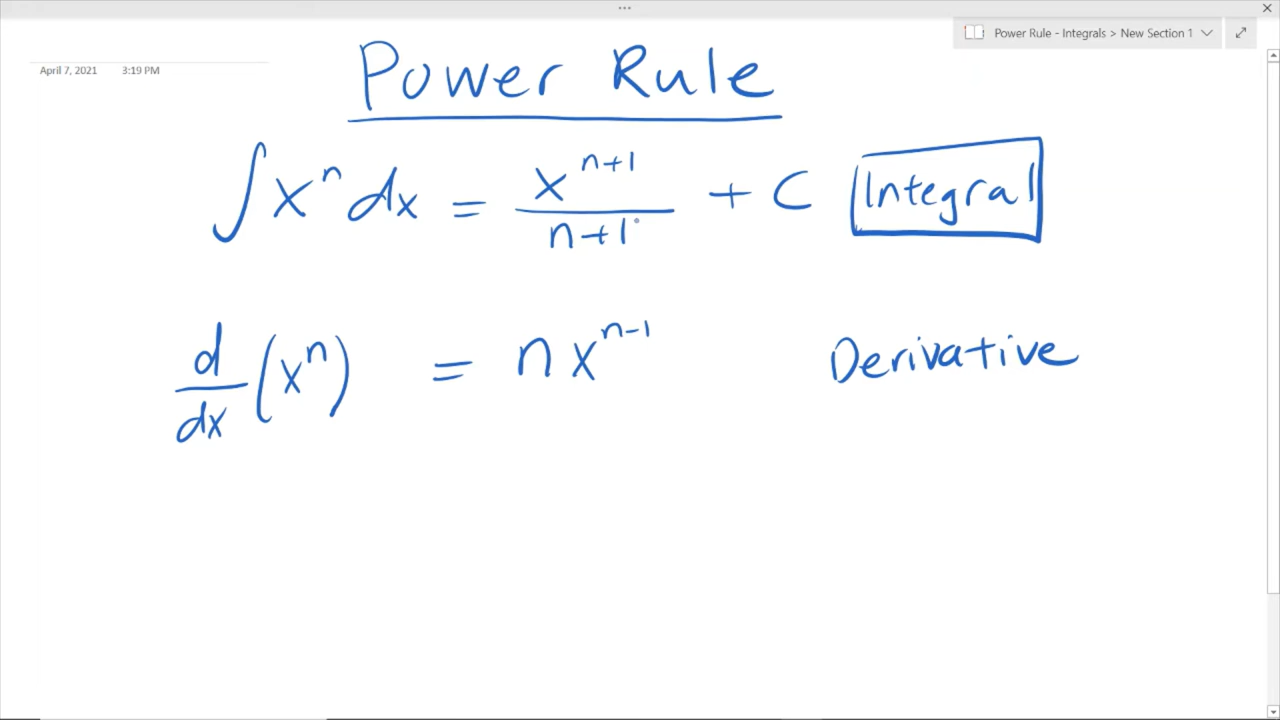 Power Rule - Integrals > New Section 1
April 7, 2021 3:19 PM
Power Rule
∫ xⁿ dx = xⁿ⁺¹/n+1 + C Integral
d/dx (xⁿ) = n xⁿ⁻¹ Derivative